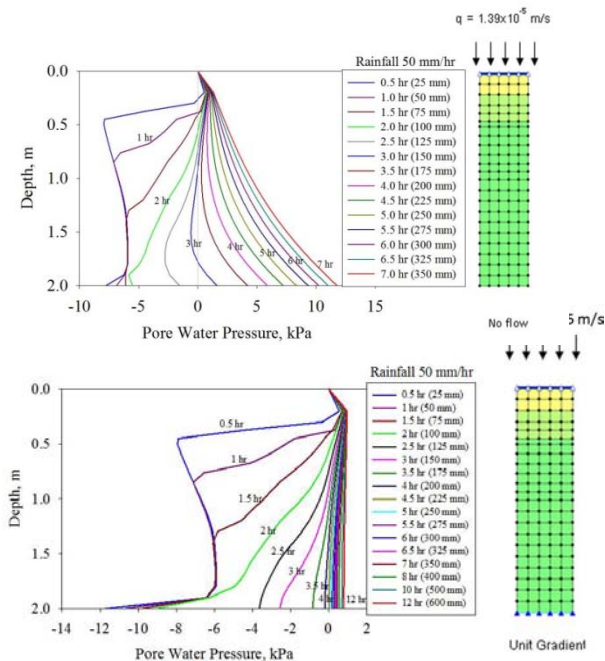 q = 1.39x10⁻⁵ m/s
Rainfall 50 mm/hr
0.5 hr (25 mm)
1.0 hr (50 mm)
1.5 hr (75 mm)
2.0 hr (100 mm)
2.5 hr (125 mm)
3.0 hr (150 mm)
3.5 hr (175 mm)
4.0 hr (200 mm)
4.5 hr (225 mm)
5.0 hr (250 mm)
5.5 hr (275 mm)
6.0 hr (300 mm)
6.5 hr (325 mm)
7.0 hr (350 mm)
0.0
0.5
1.0
1.5
2.0
Depth, m
1 hr
2 hr
3 hr
4 hr
5 hr
6 hr
7 hr
-10 -5 0 5 10 15
Pore Water Pressure, kPa
No flow
5 m/s
Rainfall 50 mm/hr
0.5 hr (25 mm)
1 hr (50 mm)
1.5 hr (75 mm)
2 hr (100 mm)
2.5 hr (125 mm)
3 hr (150 mm)
3.5 hr (175 mm)
4 hr (200 mm)
4.5 hr (225 mm)
5 hr (250 mm)
5.5 hr (275 mm)
6 hr (300 mm)
6.5 hr (325 mm)
7 hr (350 mm)
8 hr (400 mm)
10 hr (500 mm)
12 hr (600 mm)
0.0
0.5
1.0
1.5
2.0
Depth, m
0.5 hr
1 hr
1.5 hr
2 hr
2.5 hr
3 hr
3.5 hr
4 hr
12 hr
-14 -12 -10 -8 -6 -4 -2 0 2
Pore Water Pressure, kPa
Unit Gradient